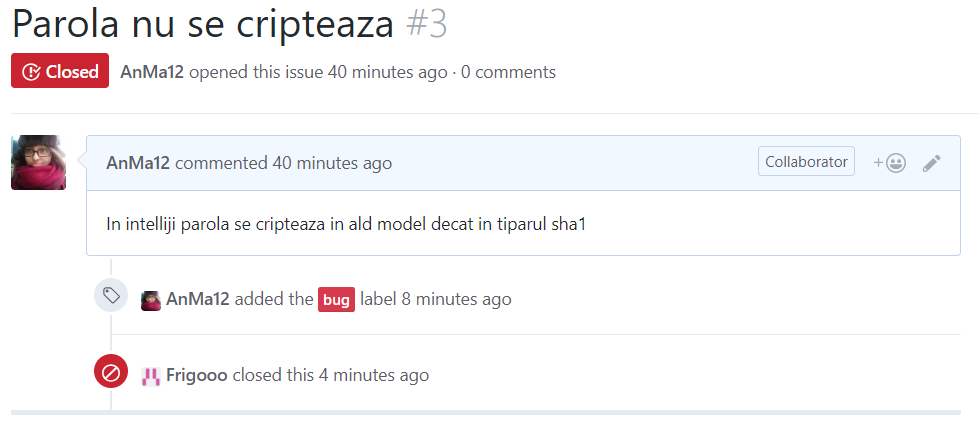 Parola nu se cripteaza #3
Closed AnMa12 opened this issue 40 minutes ago · 0 comments
AnMa12 commented 40 minutes ago Collaborator +
In intelliji parola se cripteaza in ald model decat in tiparul sha1
AnMa12 added the bug label 8 minutes ago
Frigooo closed this 4 minutes ago